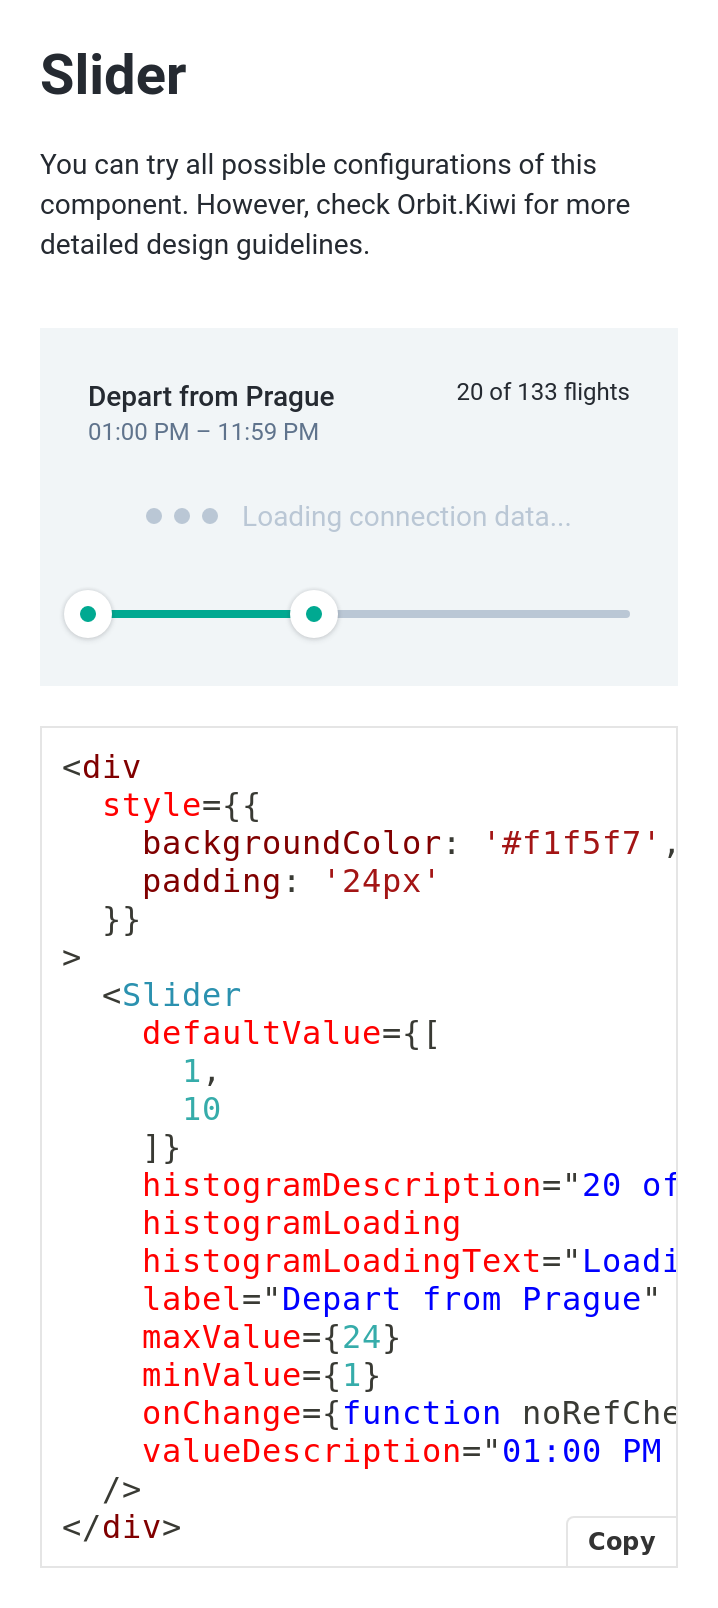 Slider
You can try all possible configurations of this
component. However, check Orbit.Kiwi for more
detailed design guidelines.
Depart from Prague
20 of 133 flights
01:00 PM – 11:59 PM
Loading connection data...
<div
  style={{
    backgroundColor: '#f1f5f7',
    padding: '24px'
  }}
>
  <Slider
    defaultValue={[
      1,
      10
    ]}
    histogramDescription="20 of
    histogramLoading
    histogramLoadingText="Loadi
    label="Depart from Prague"
    maxValue={24}
    minValue={1}
    onChange={function noRefChe
    valueDescription="01:00 PM
  />
</div>
Copy